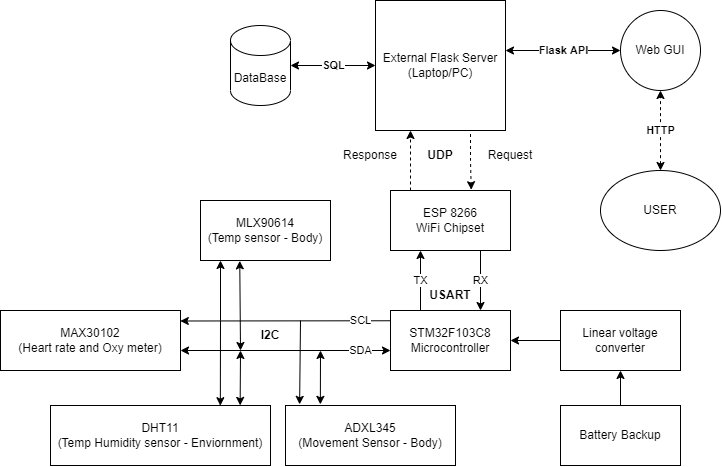 External Flask Server
(Laptop/PC)
DataBase
SQL
Flask API
Web GUI
HTTP
USER
Response
UDP
Request
ESP 8266
WiFi Chipset
TX
RX
USART
MLX90614
(Temp sensor - Body)
MAX30102
(Heart rate and Oxy meter)
SCL
I2C
SDA
STM32F103C8
Microcontroller
Linear voltage
converter
DHT11
(Temp Humidity sensor - Enviornment)
ADXL345
(Movement Sensor - Body)
Battery Backup